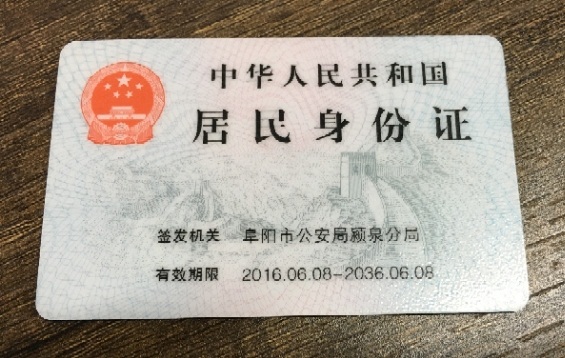 中华人民共和国
居民身份证
签发机关 阜阳市公安局颍泉分局
有效期限 2016.06.08-2036.06.08